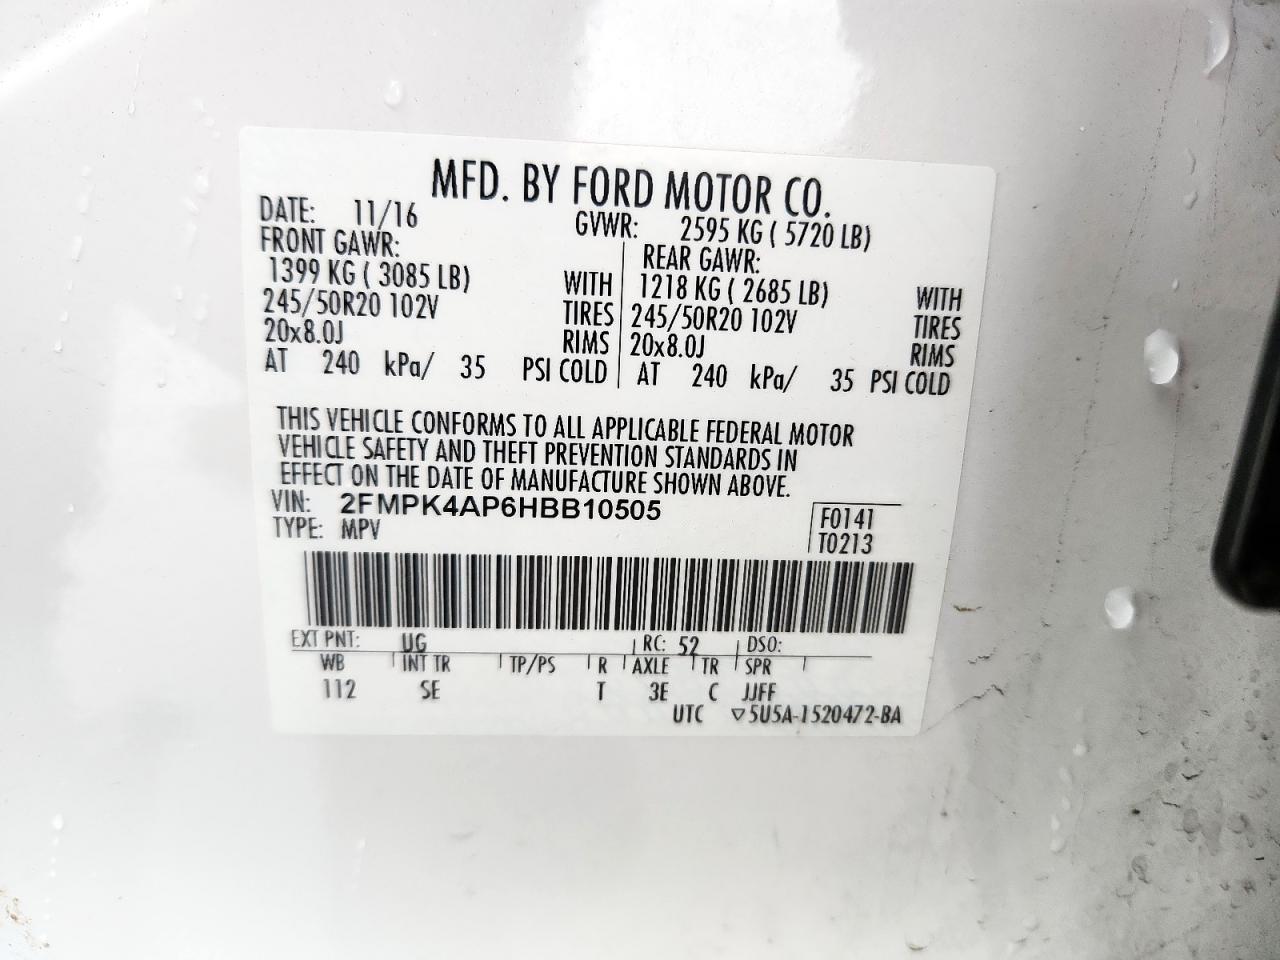 MFD. BY FORD MOTOR CO.
DATE: 11/16 GVWR: 2595 KG ( 5720 LB)
FRONT GAWR: REAR GAWR:
1399 KG ( 3085 LB) WITH 1218 KG ( 2685 LB) WITH
245/50R20 102V TIRES 245/50R20 102V TIRES
20x8.0J RIMS 20x8.0J RIMS
AT 240 kPa/ 35 PSI COLD AT 240 kPa/ 35 PSI COLD
THIS VEHICLE CONFORMS TO ALL APPLICABLE FEDERAL MOTOR
VEHICLE SAFETY AND THEFT PREVENTION STANDARDS IN
EFFECT ON THE DATE OF MANUFACTURE SHOWN ABOVE.
VIN: 2FMPK4AP6HBB10505 F0141
TYPE: MPV T0213
EXT PNT: UG RC: 52 DSO:
WB INT TR TP/PS R AXLE TR SPR
112 SE T 3E C JJFF
UTC ▽5U5A-1520472-BA